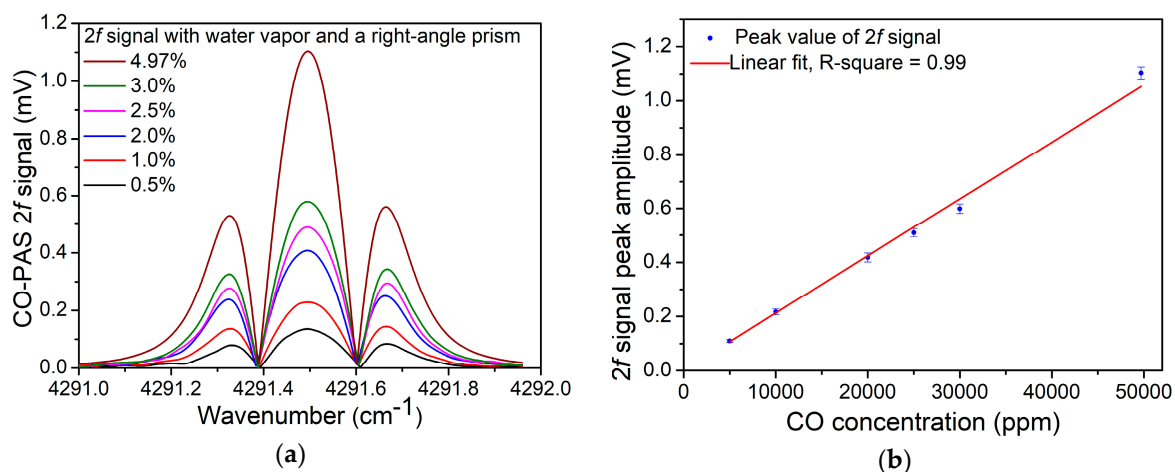 2f signal with water vapor and a right-angle prism
4.97%
3.0%
2.5%
2.0%
1.0%
0.5%
CO-PAS 2f signal (mV)
1.2
1.0
0.8
0.6
0.4
0.2
0.0
4291.0 4291.2 4291.4 4291.6 4291.8 4292.0
Wavenumber (cm-1)
(a)
Peak value of 2f signal
Linear fit, R-square = 0.99
2f signal peak amplitude (mV)
1.2
1.0
0.8
0.6
0.4
0.2
0.0
0 10000 20000 30000 40000 50000
CO concentration (ppm)
(b)